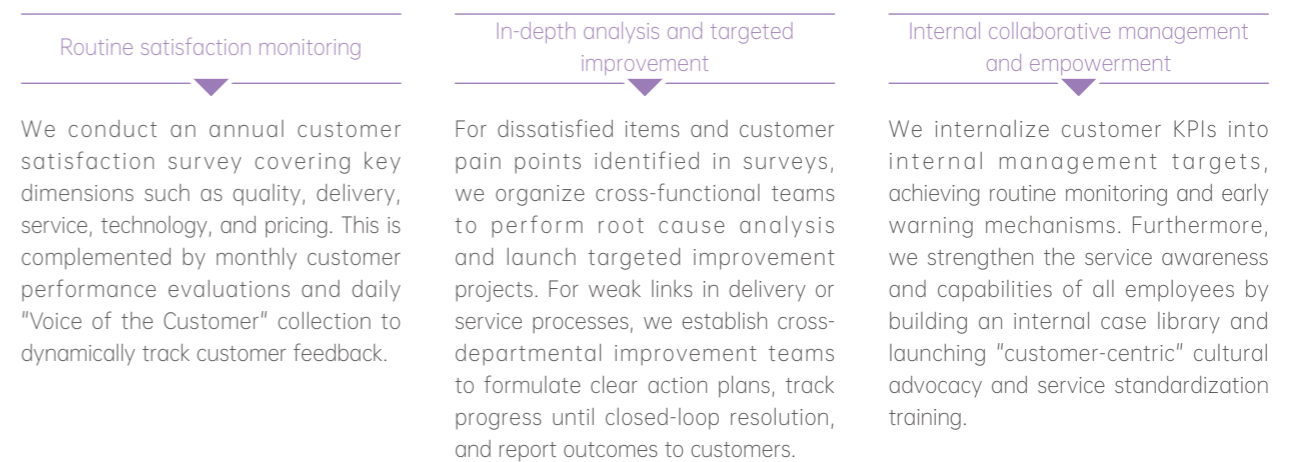 Routine satisfaction monitoring
We conduct an annual customer
satisfaction survey covering key
dimensions such as quality, delivery,
service, technology, and pricing. This is
complemented by monthly customer
performance evaluations and daily
"Voice of the Customer" collection to
dynamically track customer feedback.
In-depth analysis and targeted
improvement
For dissatisfied items and customer
pain points identified in surveys,
we organize cross-functional teams
to perform root cause analysis
and launch targeted improvement
projects. For weak links in delivery or
service processes, we establish cross-
departmental improvement teams
to formulate clear action plans, track
progress until closed-loop resolution,
and report outcomes to customers.
Internal collaborative management
and empowerment
We internalize customer KPIs into
internal management targets,
achieving routine monitoring and early
warning mechanisms. Furthermore,
we strengthen the service awareness
and capabilities of all employees by
building an internal case library and
launching "customer-centric" cultural
advocacy and service standardization
training.